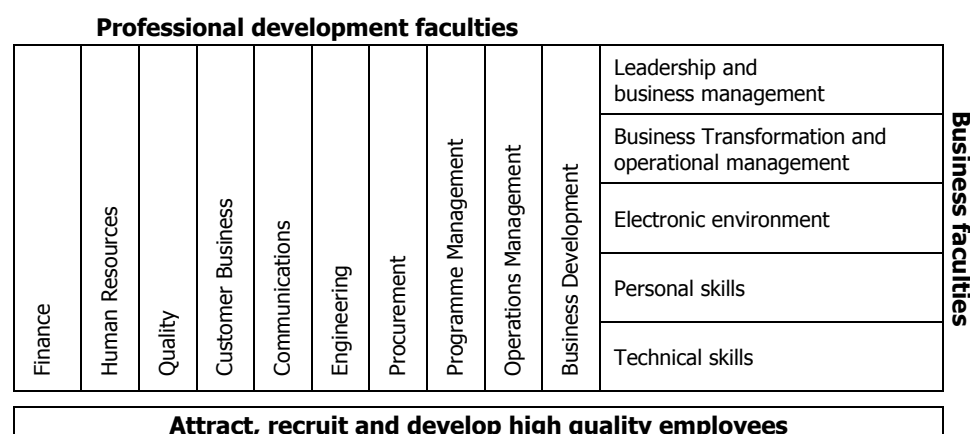 Professional development faculties
Finance
Human Resources
Quality
Customer Business
Communications
Engineering
Procurement
Programme Management
Operations Management
Business Development
Leadership and
business management
Business Transformation and
operational management
Electronic environment
Personal skills
Technical skills
Business faculties
Attract, recruit and develop high quality employees